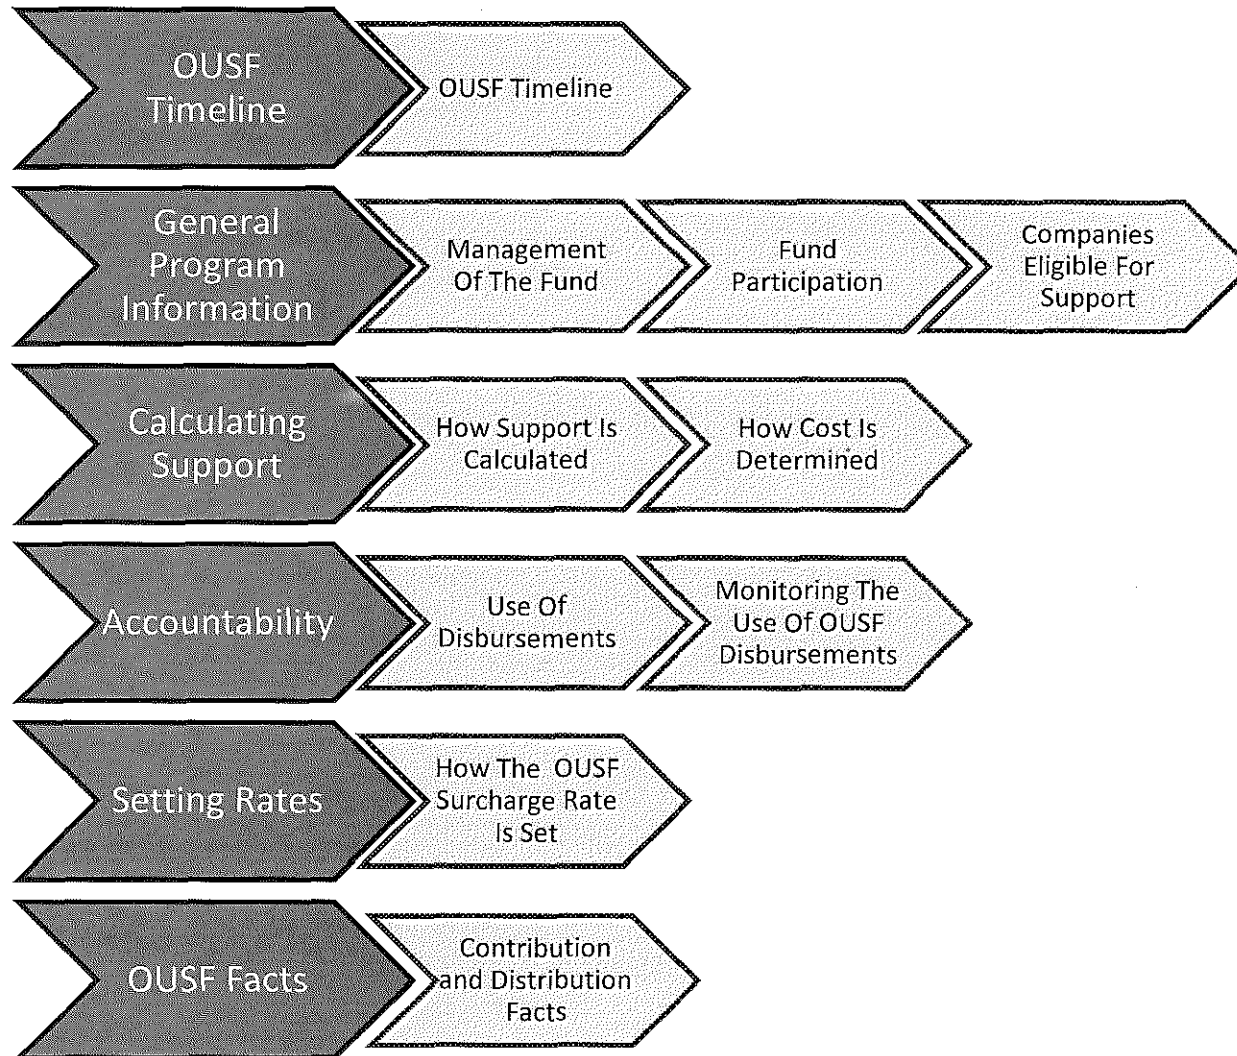 OUSF
Timeline
OUSF Timeline
General
Program
Information
Management
Of The Fund
Fund
Participation
Companies
Eligible For
Support
Calculating
Support
How Support Is
Calculated
How Cost Is
Determined
Accountability
Use Of
Disbursements
Monitoring The
Use Of OUSF
Disbursements
Setting Rates
How The OUSF
Surcharge Rate
Is Set
OUSF Facts
Contribution
and Distribution
Facts